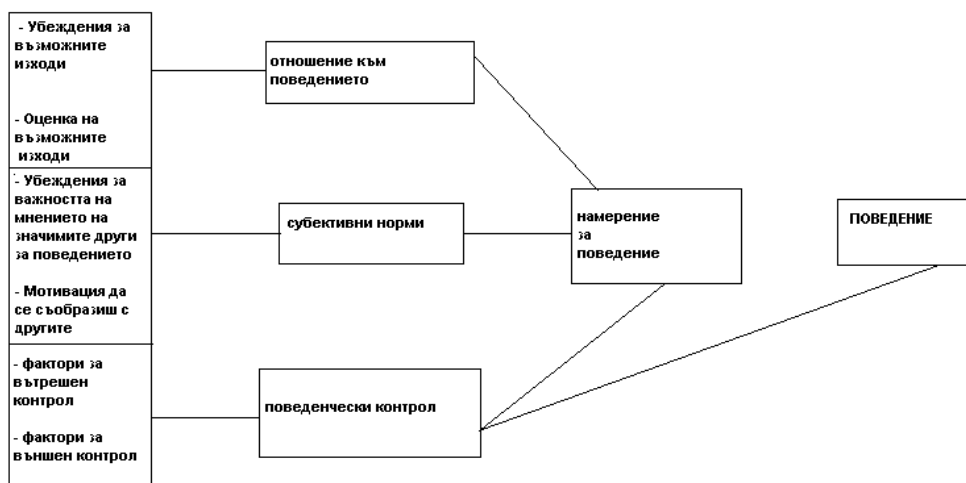 - Убеждения за
възможните
изходи
- Оценка на
възможните
изходи
- Убеждения за
важността на
мнението на
значимите други
за поведението
- Мотивация да
се съобразиш с
другите
- фактори за
вътрешен
контрол
- фактори за
външен контрол
отношение към
поведението
субективни норми
поведенчески контрол
намерение
за
поведение
ПОВЕДЕНИЕ